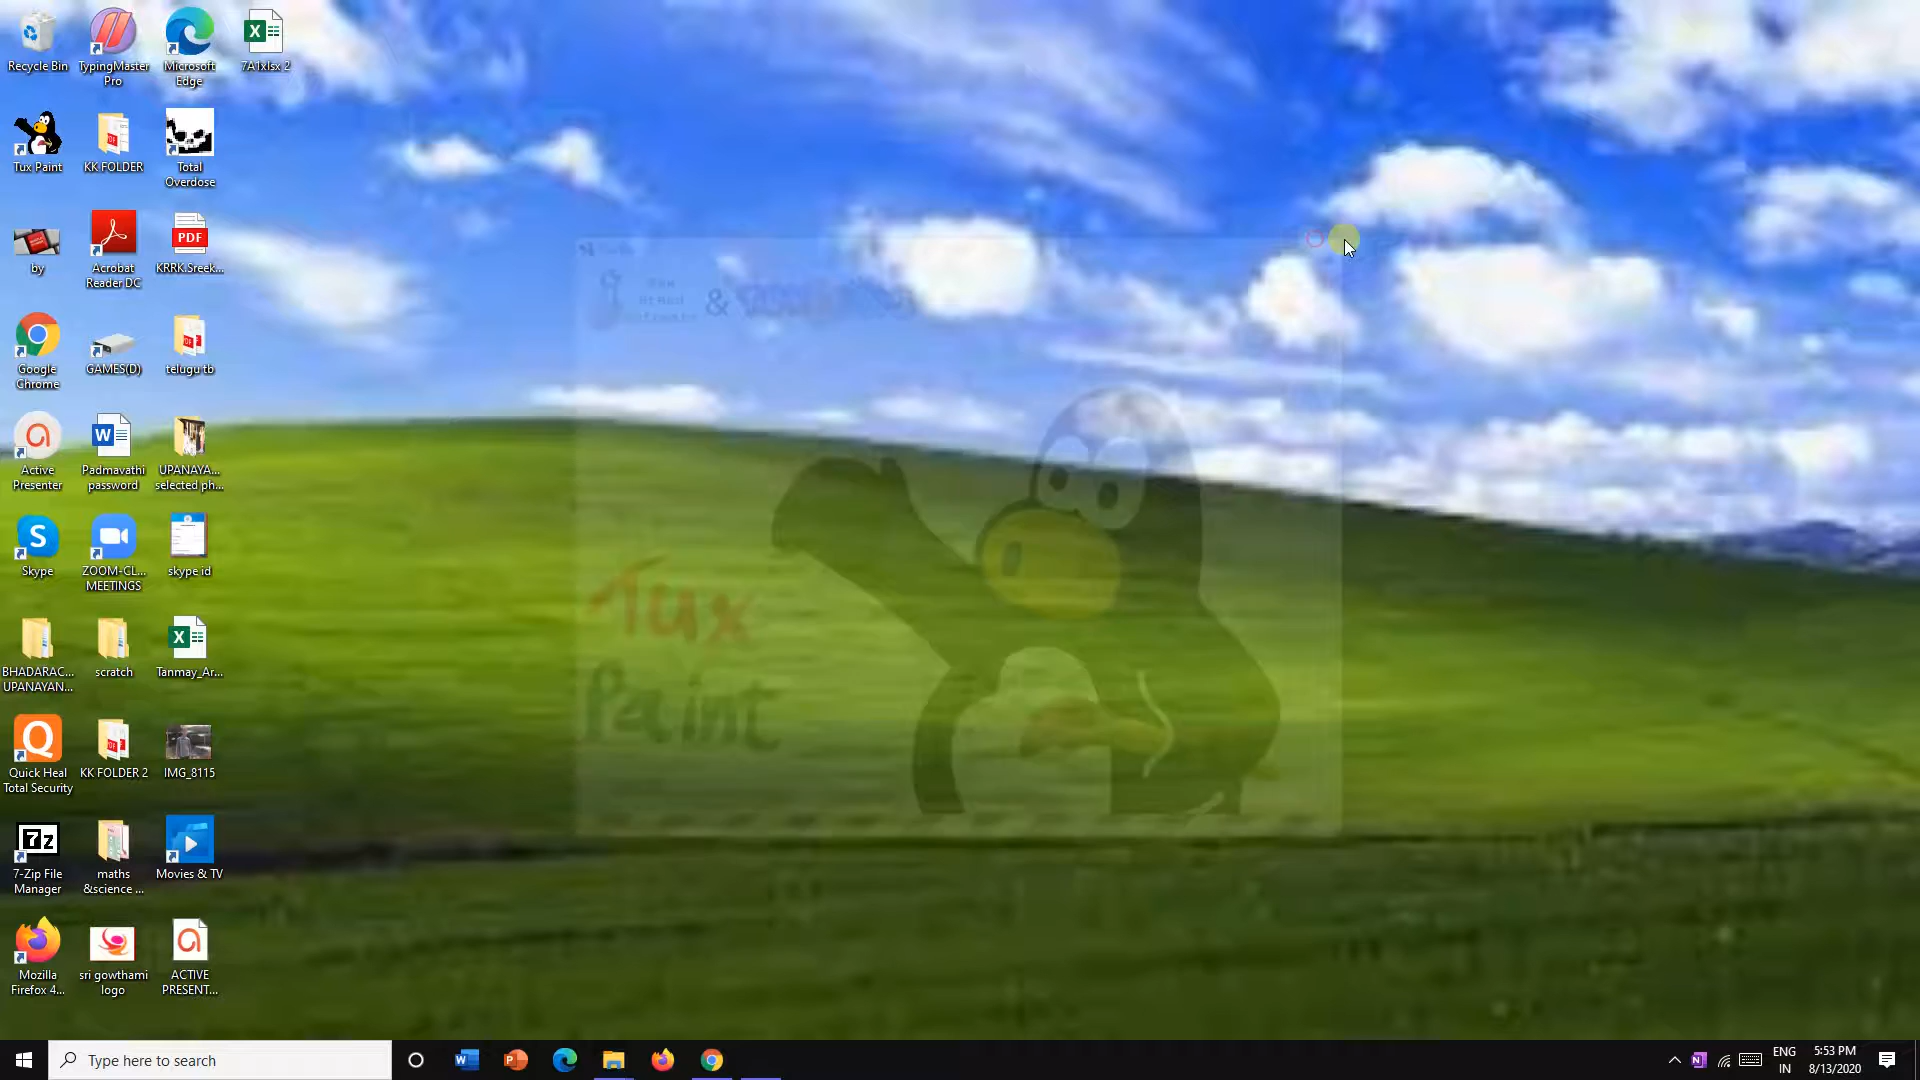 Recycle Bin
TypingMaster
Pro
Microsoft
Edge
7A1xlsx 2
Tux Paint
KK FOLDER
Total
Overdose
by
Acrobat
Reader DC
PDF
KRRK.Sreek...
Google
Chrome
GAMES(D)
telugu tb
Active
Presenter
Padmavathi
password
UPANAYA...
selected ph...
Skype
ZOOM-CL...
MEETINGS
skype id
BHADARAC...
UPANAYAN...
scratch
Tanmay_Ar...
Quick Heal
Total Security
KK FOLDER 2
IMG_8115
7z
7-Zip File
Manager
maths
&science ...
Movies & TV
Mozilla
Firefox 4...
sri gowthami
logo
ACTIVE
PRESENT...
&
Tux
Paint
Type here to search
ENG
IN
5:53 PM
8/13/2020